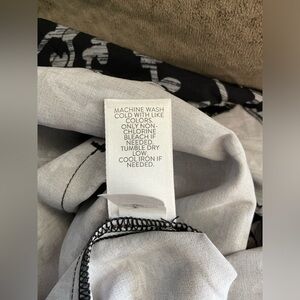 MACHINE WASH
COLD WITH LIKE
COLORS.
ONLY NON-
CHLORINE
BLEACH IF
NEEDED.
TUMBLE DRY
LOW.
COOL IRON IF
NEEDED.